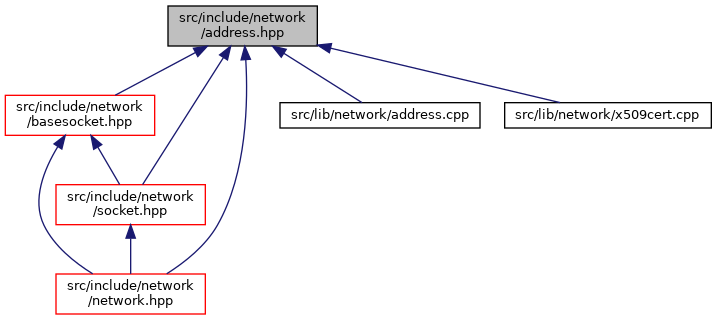 src/include/network
/address.hpp
src/include/network
/basesocket.hpp
src/lib/network/address.cpp
src/lib/network/x509cert.cpp
src/include/network
/socket.hpp
src/include/network
/network.hpp